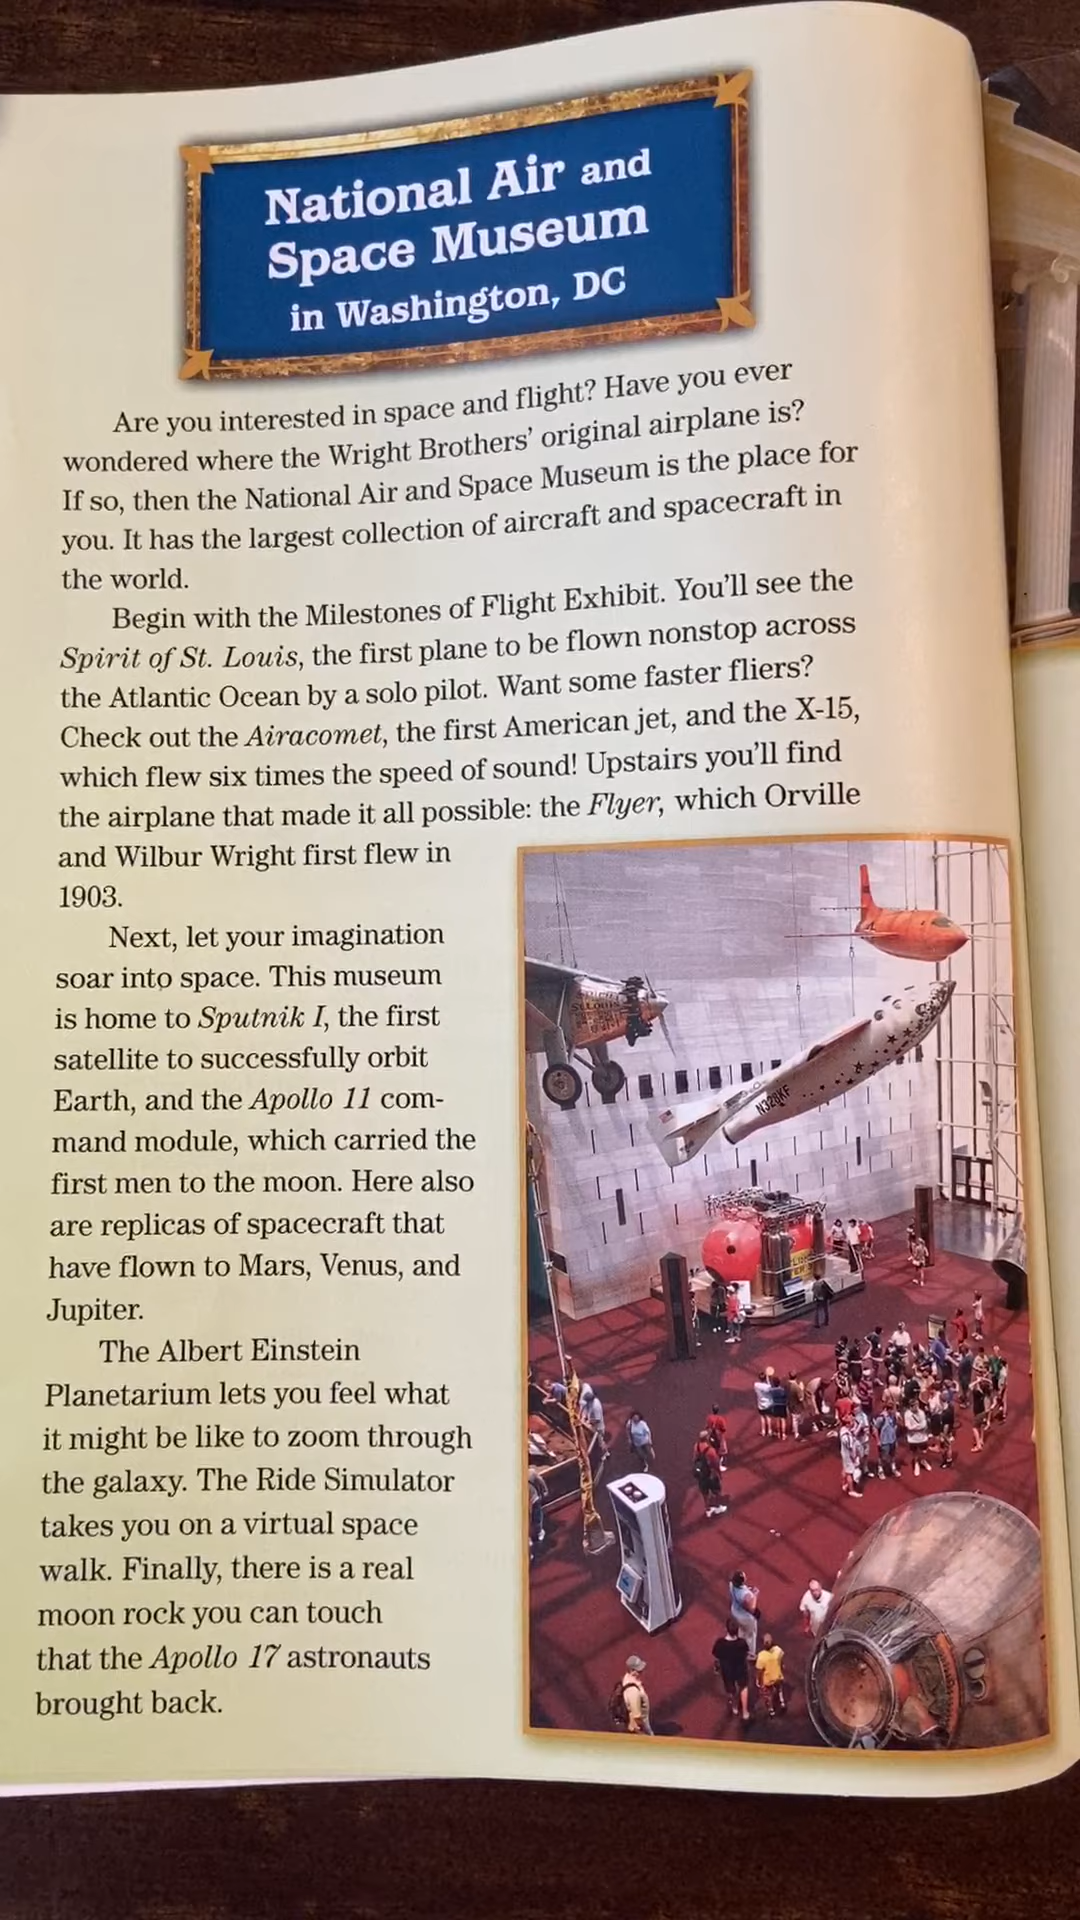 National Air and
Space Museum
in Washington, DC
Are you interested in space and flight? Have you ever
wondered where the Wright Brothers’ original airplane is?
If so, then the National Air and Space Museum is the place for
you. It has the largest collection of aircraft and spacecraft in
the world.
Begin with the Milestones of Flight Exhibit. You’ll see the
Spirit of St. Louis, the first plane to be flown nonstop across
the Atlantic Ocean by a solo pilot. Want some faster fliers?
Check out the Airacomet, the first American jet, and the X-15,
which flew six times the speed of sound! Upstairs you’ll find
the airplane that made it all possible: the Flyer, which Orville
and Wilbur Wright first flew in
1903.
Next, let your imagination
soar into space. This museum
is home to Sputnik I, the first
satellite to successfully orbit
Earth, and the Apollo 11 com-
mand module, which carried the
first men to the moon. Here also
are replicas of spacecraft that
have flown to Mars, Venus, and
Jupiter.
The Albert Einstein
Planetarium lets you feel what
it might be like to zoom through
the galaxy. The Ride Simulator
takes you on a virtual space
walk. Finally, there is a real
moon rock you can touch
that the Apollo 17 astronauts
brought back.
N328KF